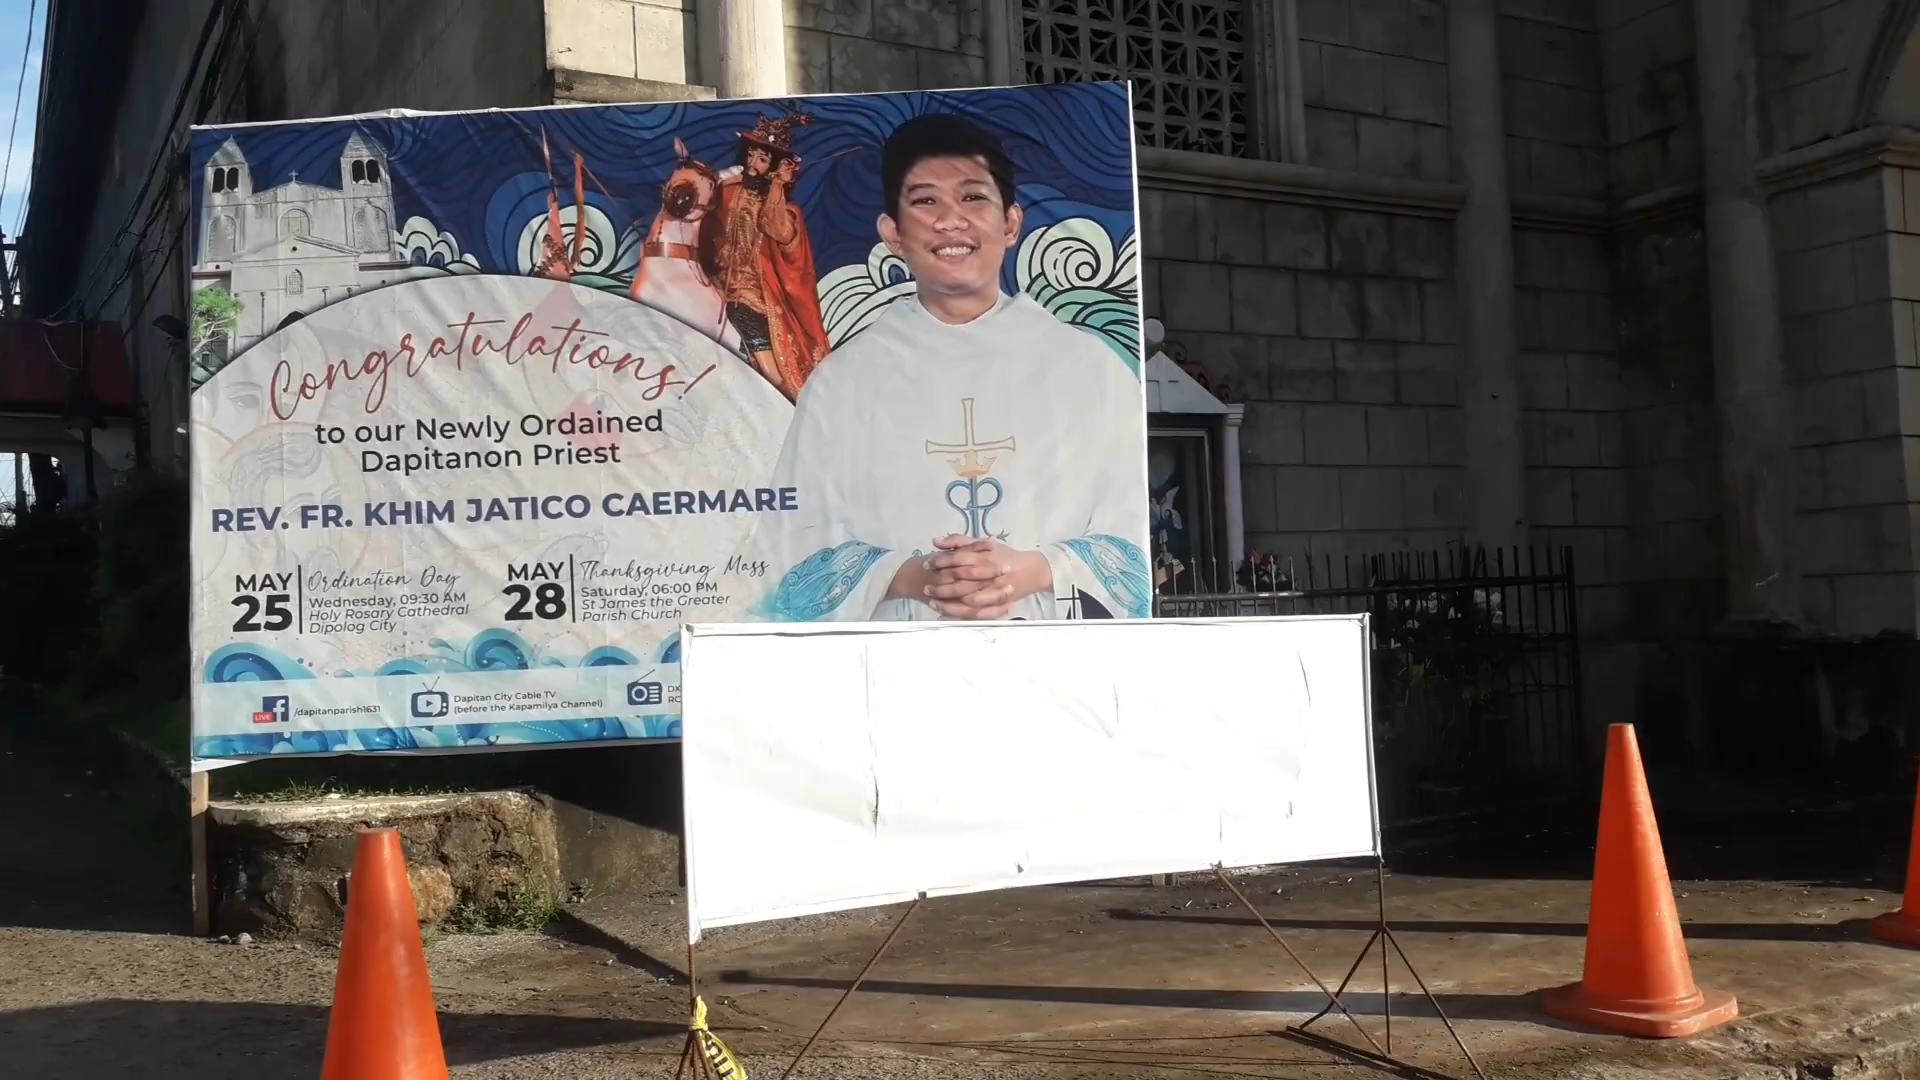 Congratulations!
to our Newly Ordained
Dapitanon Priest
REV. FR. KHIM JATICO CAERMARE
MAY
25
Ordination Day
Wednesday, 09:30 AM
Holy Rosary Cathedral
Dipolog City
MAY
28
Thanksgiving Mass
Saturday, 06:00 PM
St James the Greater
Parish Church
LIVE
/dapitanparish1631
Dapitan City Cable TV
(before the Kapamilya Channel)
DX
RC